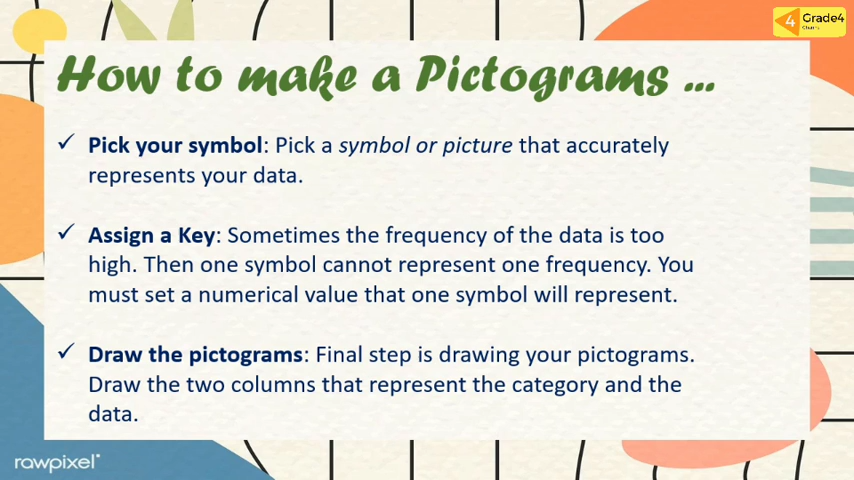 4 Grade4
How to make a Pictograms ...
✓ Pick your symbol: Pick a symbol or picture that accurately
represents your data.
✓ Assign a Key: Sometimes the frequency of the data is too
high. Then one symbol cannot represent one frequency. You
must set a numerical value that one symbol will represent.
✓ Draw the pictograms: Final step is drawing your pictograms.
Draw the two columns that represent the category and the
data.
rawpixel